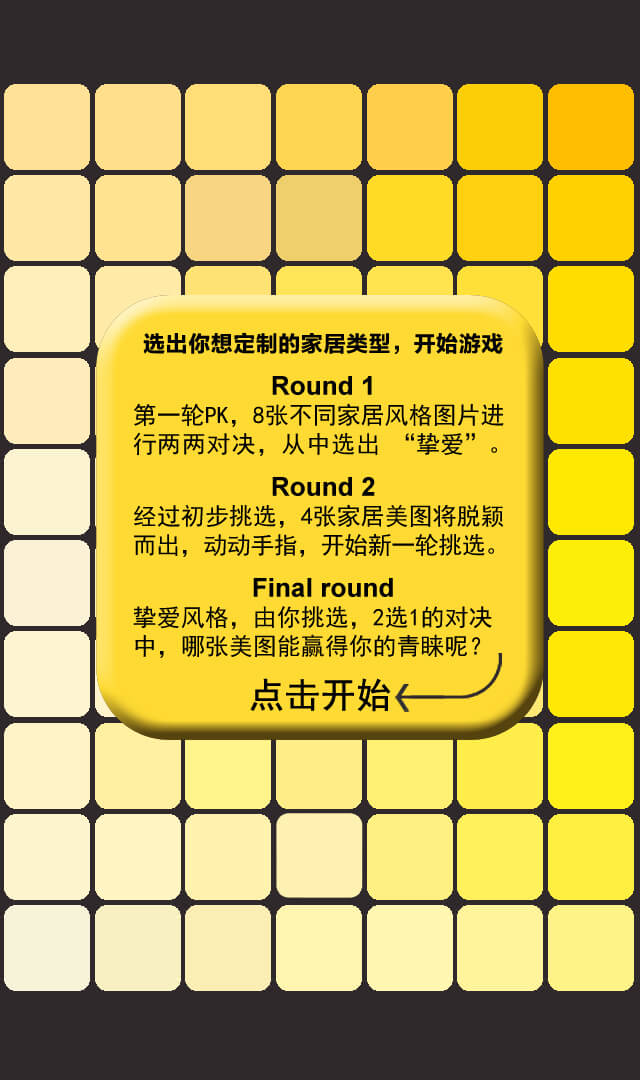 选出你想定制的家居类型，开始游戏
Round 1
第一轮PK，8张不同家居风格图片进
行两两对决，从中选出 “挚爱”。
Round 2
经过初步挑选，4张家居美图将脱颖
而出，动动手指，开始新一轮挑选。
Final round
挚爱风格，由你挑选，2选1的对决
中，哪张美图能赢得你的青睐呢？
点击开始